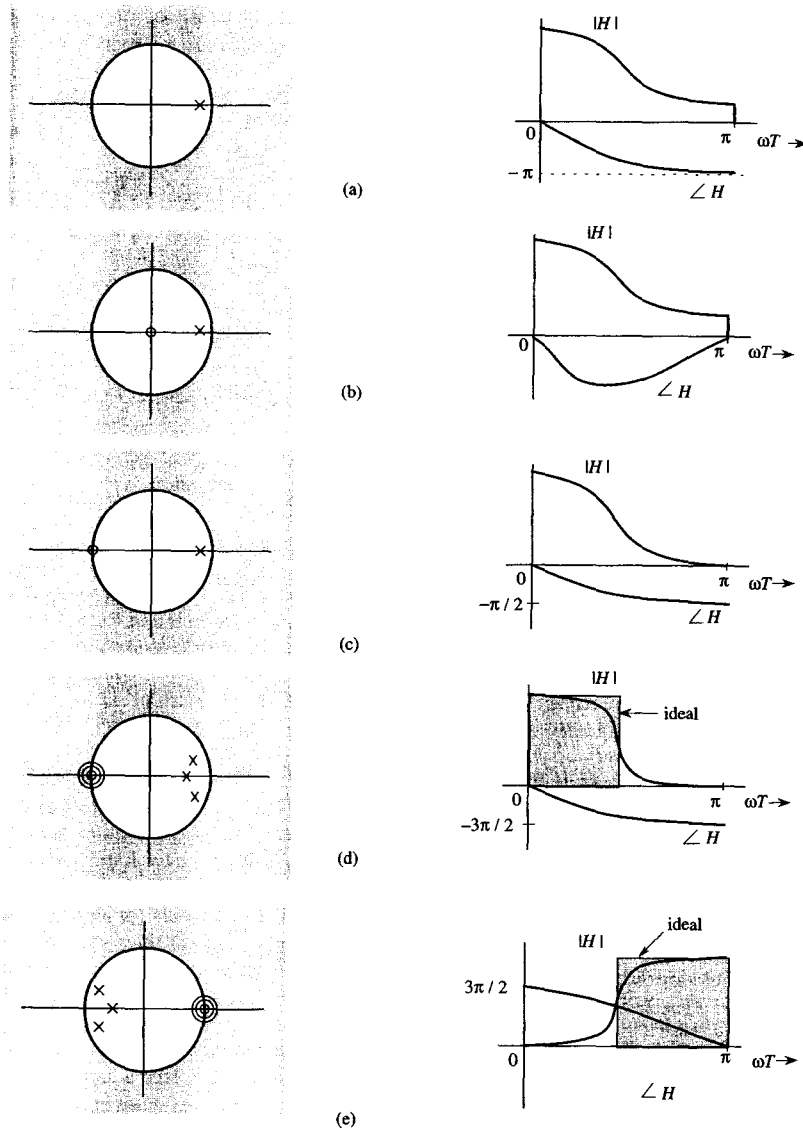 |H|
0
π
ωT→
−π
∠H
(a)
|H|
0
π
ωT→
∠H
(b)
|H|
0
π
ωT→
−π / 2
∠H
(c)
|H|
ideal
0
π
ωT→
−3π / 2
∠H
(d)
ideal
|H|
3π / 2
0
π
ωT→
∠H
(e)